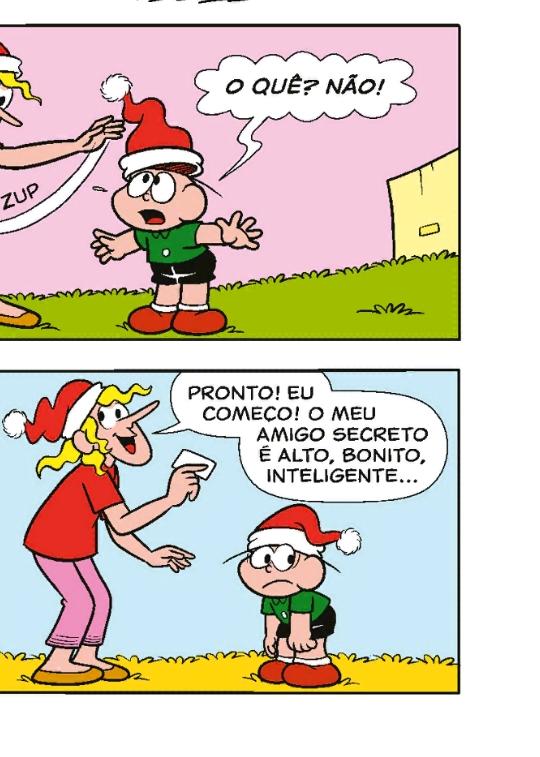 O QUÊ? NÃO!
ZUP
PRONTO! EU
COMEÇO! O MEU
AMIGO SECRETO
É ALTO, BONITO,
INTELIGENTE...